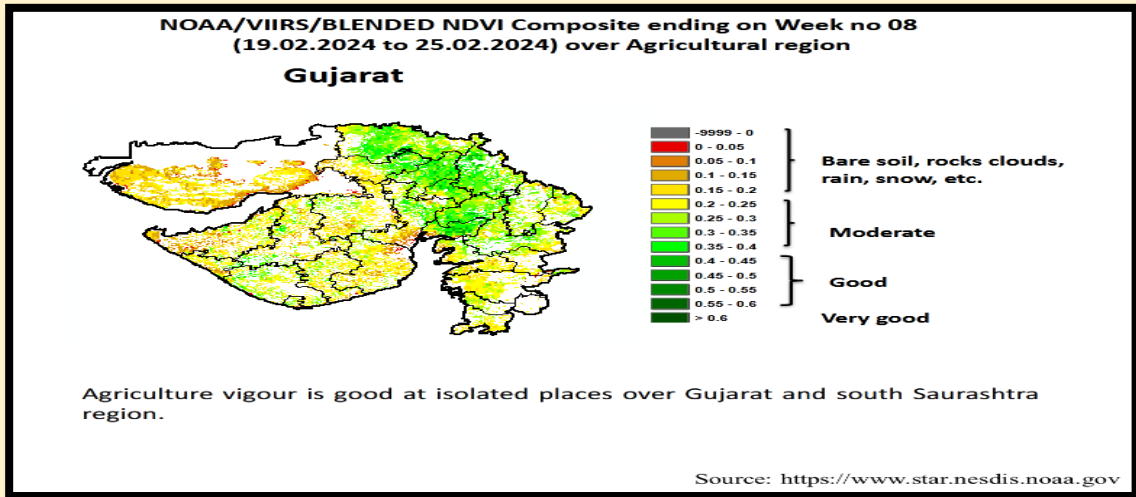 NOAA/VIIRS/BLENDED NDVI Composite ending on Week no 08
(19.02.2024 to 25.02.2024) over Agricultural region
Gujarat
-9999 - 0
0 - 0.05
0.05 - 0.1
0.1 - 0.15
0.15 - 0.2
0.2 - 0.25
0.25 - 0.3
0.3 - 0.35
0.35 - 0.4
0.4 - 0.45
0.45 - 0.5
0.5 - 0.55
0.55 - 0.6
> 0.6
Bare soil, rocks clouds,
rain, snow, etc.
Moderate
Good
Very good
Agriculture vigour is good at isolated places over Gujarat and south Saurashtra
region.
Source: https://www.star.nesdis.noaa.gov